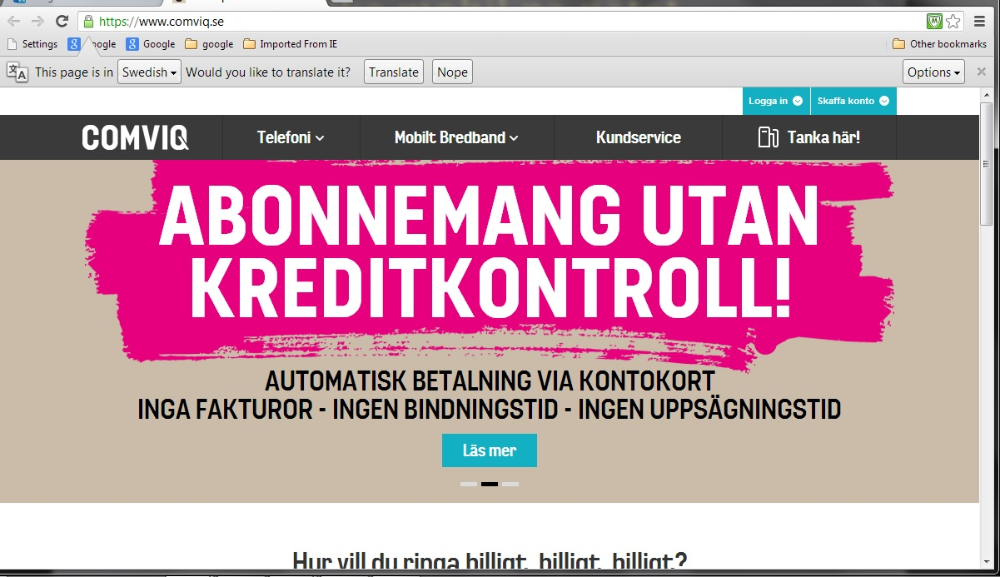 https://www.comviq.se
Settings
Google
google
Imported From IE
Other bookmarks
This page is in Swedish Would you like to translate it? Translate Nope Options
Logga in Skaffa konto
COMVIQ Telefoni Mobilt Bredband Kundservice Tanka här!
ABONNEMANG UTAN
KREDITKONTROLL!
AUTOMATISK BETALNING VIA KONTOKORT
INGA FAKTUROR - INGEN BINDNINGSTID - INGEN UPPSÄGNINGSTID
Läs mer
Hur vill du ringa billigt, billigt, billigt?